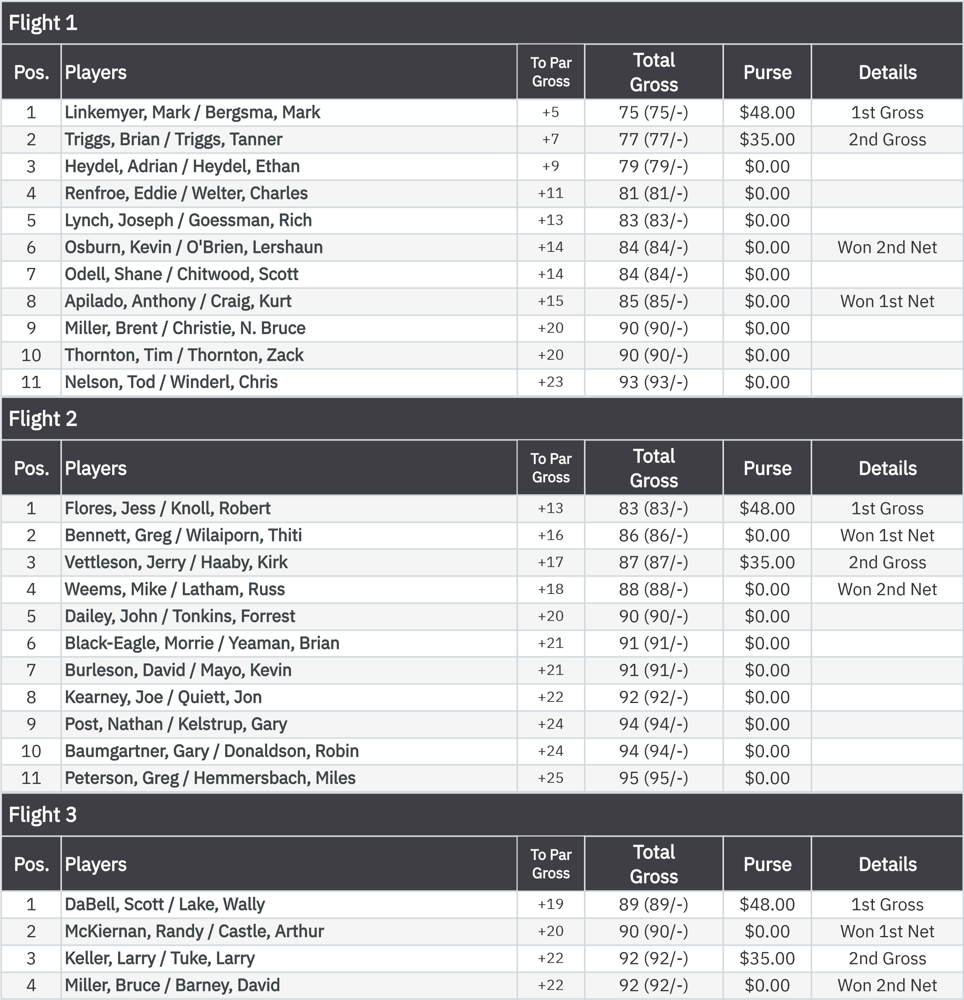 Flight 1
Pos. Players To Par Gross Total Gross Purse Details
1 Linkemyer, Mark / Bergsma, Mark +5 75 (75/-) $48.00 1st Gross
2 Triggs, Brian / Triggs, Tanner +7 77 (77/-) $35.00 2nd Gross
3 Heydel, Adrian / Heydel, Ethan +9 79 (79/-) $0.00
4 Renfroe, Eddie / Welter, Charles +11 81 (81/-) $0.00
5 Lynch, Joseph / Goessman, Rich +13 83 (83/-) $0.00
6 Osburn, Kevin / O'Brien, Lershaun +14 84 (84/-) $0.00 Won 2nd Net
7 Odell, Shane / Chitwood, Scott +14 84 (84/-) $0.00
8 Apilado, Anthony / Craig, Kurt +15 85 (85/-) $0.00 Won 1st Net
9 Miller, Brent / Christie, N. Bruce +20 90 (90/-) $0.00
10 Thornton, Tim / Thornton, Zack +20 90 (90/-) $0.00
11 Nelson, Tod / Winderl, Chris +23 93 (93/-) $0.00
Flight 2
Pos. Players To Par Gross Total Gross Purse Details
1 Flores, Jess / Knoll, Robert +13 83 (83/-) $48.00 1st Gross
2 Bennett, Greg / Wilaiporn, Thiti +16 86 (86/-) $0.00 Won 1st Net
3 Vettleson, Jerry / Haaby, Kirk +17 87 (87/-) $35.00 2nd Gross
4 Weems, Mike / Latham, Russ +18 88 (88/-) $0.00 Won 2nd Net
5 Dailey, John / Tonkins, Forrest +20 90 (90/-) $0.00
6 Black-Eagle, Morrie / Yeaman, Brian +21 91 (91/-) $0.00
7 Burleson, David / Mayo, Kevin +21 91 (91/-) $0.00
8 Kearney, Joe / Quiett, Jon +22 92 (92/-) $0.00
9 Post, Nathan / Kelstrup, Gary +24 94 (94/-) $0.00
10 Baumgartner, Gary / Donaldson, Robin +24 94 (94/-) $0.00
11 Peterson, Greg / Hemmersbach, Miles +25 95 (95/-) $0.00
Flight 3
Pos. Players To Par Gross Total Gross Purse Details
1 DaBell, Scott / Lake, Wally +19 89 (89/-) $48.00 1st Gross
2 McKiernan, Randy / Castle, Arthur +20 90 (90/-) $0.00 Won 1st Net
3 Keller, Larry / Tuke, Larry +22 92 (92/-) $35.00 2nd Gross
4 Miller, Bruce / Barney, David +22 92 (92/-) $0.00 Won 2nd Net